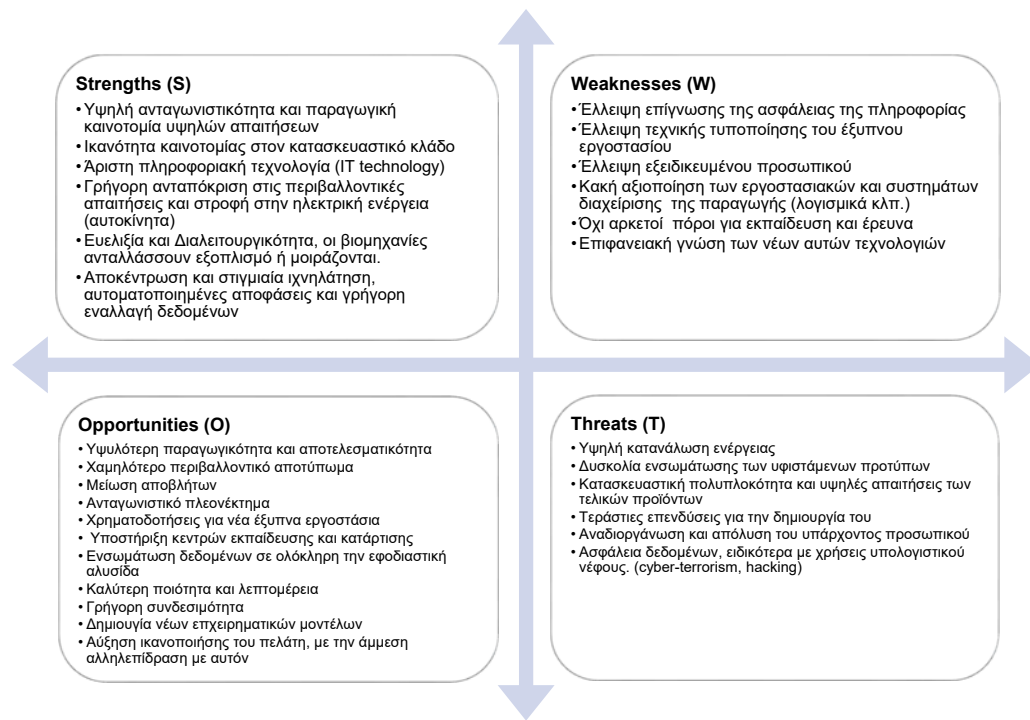 Strengths (S)
• Υψηλή ανταγωνιστικότητα και παραγωγική
καινοτομία υψηλών απαιτήσεων
• Ικανότητα καινοτομίας στον κατασκευαστικό κλάδο
• Άριστη πληροφοριακή τεχνολογία (IT technology)
• Γρήγορη ανταπόκριση στις περιβαλλοντικές
απαιτήσεις και στροφή στην ηλεκτρική ενέργεια
(αυτοκίνητα)
• Ευελιξία και Διαλειτουργικότητα, οι βιομηχανίες
ανταλλάσσουν εξοπλισμό ή μοιράζονται.
• Αποκέντρωση και στιγμιαία ιχνηλάτηση,
αυτοματοποιημένες αποφάσεις και γρήγορη
εναλλαγή δεδομένων
Weaknesses (W)
• Έλλειψη επίγνωσης της ασφάλειας της πληροφορίας
• Έλλειψη τεχνικής τυποποίησης του έξυπνου
εργοστασίου
• Έλλειψη εξειδικευμένου προσωπικού
• Κακή αξιοποίηση των εργοστασιακών και συστημάτων
διαχείρισης της παραγωγής (λογισμικά κλπ.)
• Όχι αρκετοί πόροι για εκπαίδευση και έρευνα
• Επιφανειακή γνώση των νέων αυτών τεχνολογιών
Opportunities (O)
• Υψυλότερη παραγωγικότητα και αποτελεσματικότητα
• Χαμηλότερο περιβαλλοντικό αποτύπωμα
• Μείωση αποβλήτων
• Ανταγωνιστικό πλεονέκτημα
• Χρηματοδοτήσεις για νέα έξυπνα εργοστάσια
• Υποστήριξη κεντρών εκπαίδευσης και κατάρτισης
• Ενσωμάτωση δεδομένων σε ολόκληρη την εφοδιαστική
αλυσίδα
• Καλύτερη ποιότητα και λεπτομέρεια
• Γρήγορη συνδεσιμότητα
• Δημιουγία νέων επχειρηματικών μοντέλων
• Αύξηση ικανοποιήσης του πελάτη, με την άμμεση
αλληλεπίδραση με αυτόν
Threats (T)
• Υψηλή κατανάλωση ενέργειας
• Δυσκολία ενσωμάτωσης των υφιστάμενων προτύπων
• Κατασκευαστική πολυπλοκότητα και υψηλές απαιτήσεις των
τελικών προϊόντων
• Τεράστιες επενδύσεις για την δημιουργία του
• Αναδιοργάνωση και απόλυση του υπάρχοντος προσωπικού
• Ασφάλεια δεδομένων, ειδικότερα με χρήσεις υπολογιστικού
νέφους. (cyber-terrorism, hacking)